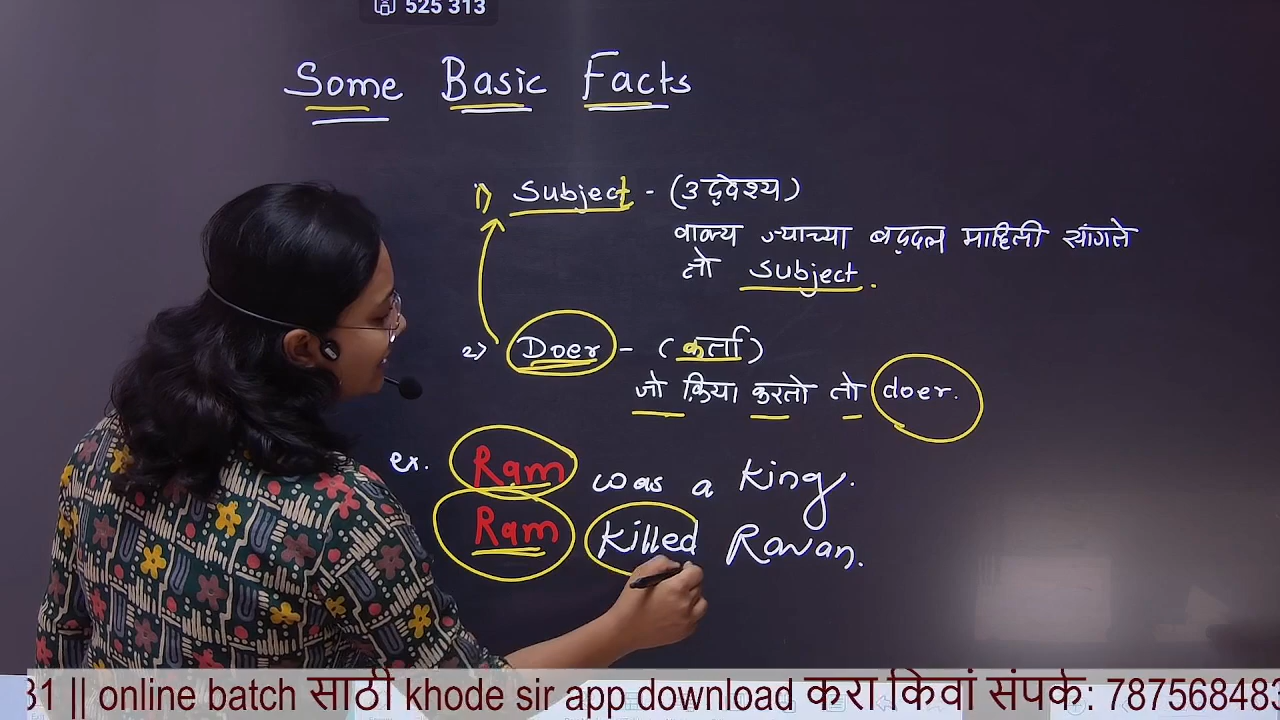 525 313
Some Basic Facts
1) Subject - (उद्देश्य)
वाक्य ज्याच्या बद्दल माहिती सांगते
तो Subject.
2) Doer - (कर्ता)
जो क्रिया करतो तो doer.
ex. Ram was a King.
Ram Killed Ravan.
31 || online batch साठी khode sir app download करा किवां संपर्क: 787568483